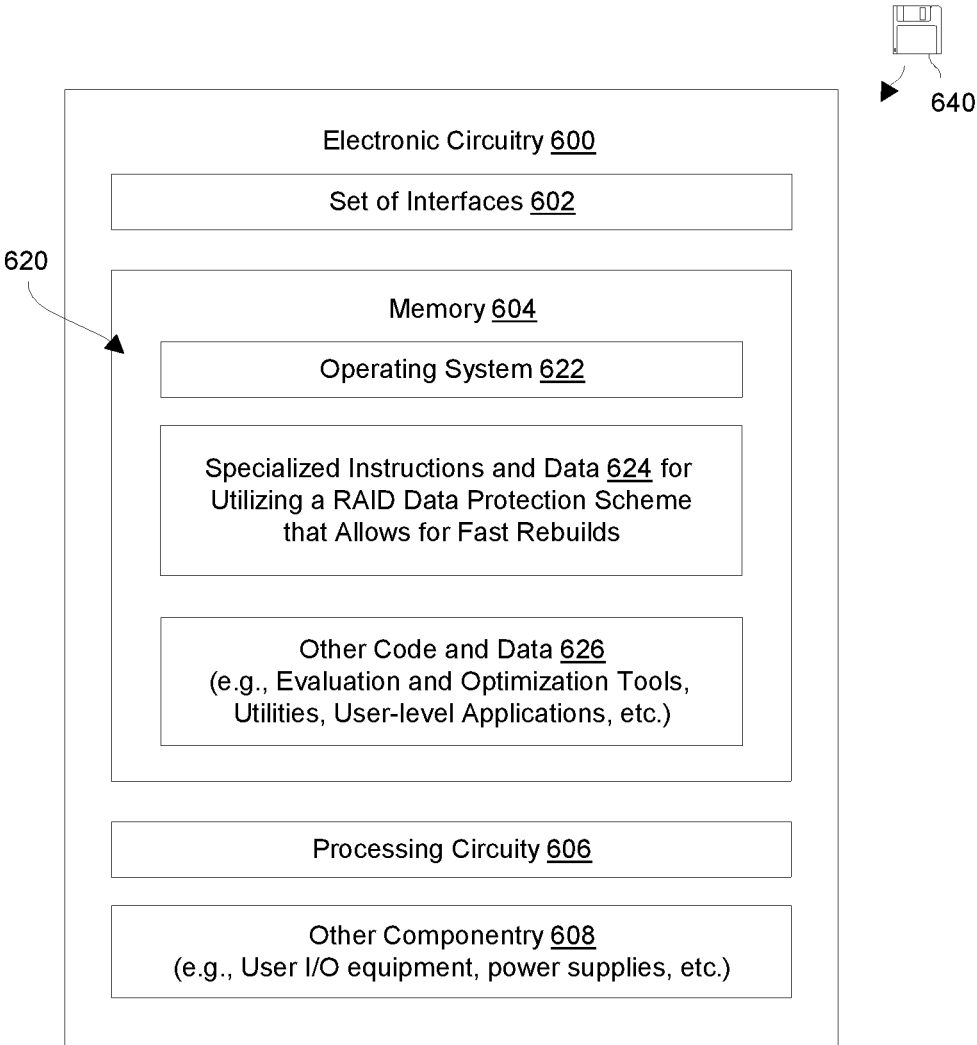 640
Electronic Circuitry 600
Set of Interfaces 602
620
Memory 604
Operating System 622
Specialized Instructions and Data 624 for
Utilizing a RAID Data Protection Scheme
that Allows for Fast Rebuilds
Other Code and Data 626
(e.g., Evaluation and Optimization Tools,
Utilities, User-level Applications, etc.)
Processing Circuity 606
Other Componentry 608
(e.g., User I/O equipment, power supplies, etc.)